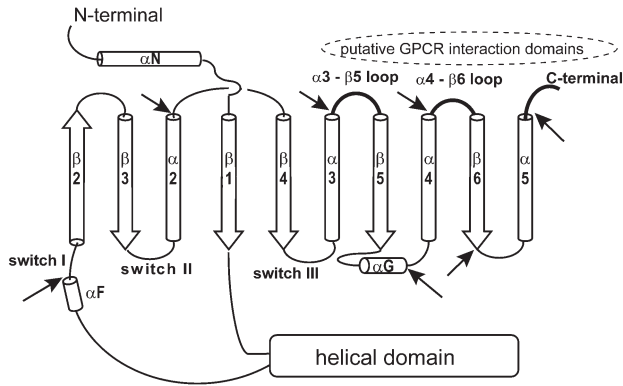 N-terminal
αN
putative GPCR interaction domains
α3 - β5 loop
α4 - β6 loop
C-terminal
β
2
β
3
α
2
β
1
β
4
α
3
β
5
α
4
β
6
α
5
switch I
switch II
switch III
αG
αF
helical domain